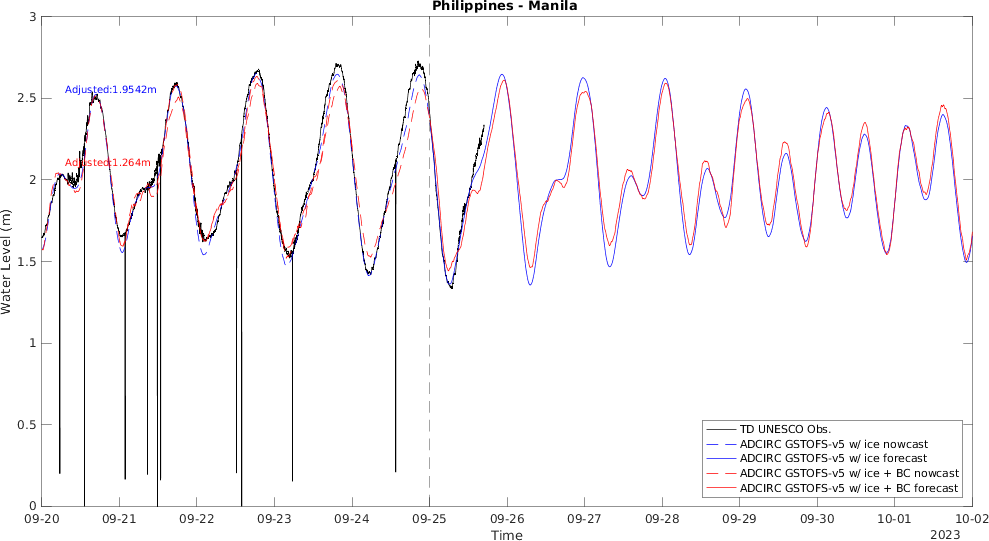 Philippines - Manila
Water Level (m)
3
2.5
2
1.5
1
0.5
0
Adjusted:1.9542m
Adjusted:1.264m
TD UNESCO Obs.
ADCIRC GSTOFS-v5 w/ ice nowcast
ADCIRC GSTOFS-v5 w/ ice forecast
ADCIRC GSTOFS-v5 w/ ice + BC nowcast
ADCIRC GSTOFS-v5 w/ ice + BC forecast
09-20 09-21 09-22 09-23 09-24 09-25 09-26 09-27 09-28 09-29 09-30 10-01 10-02
Time
2023